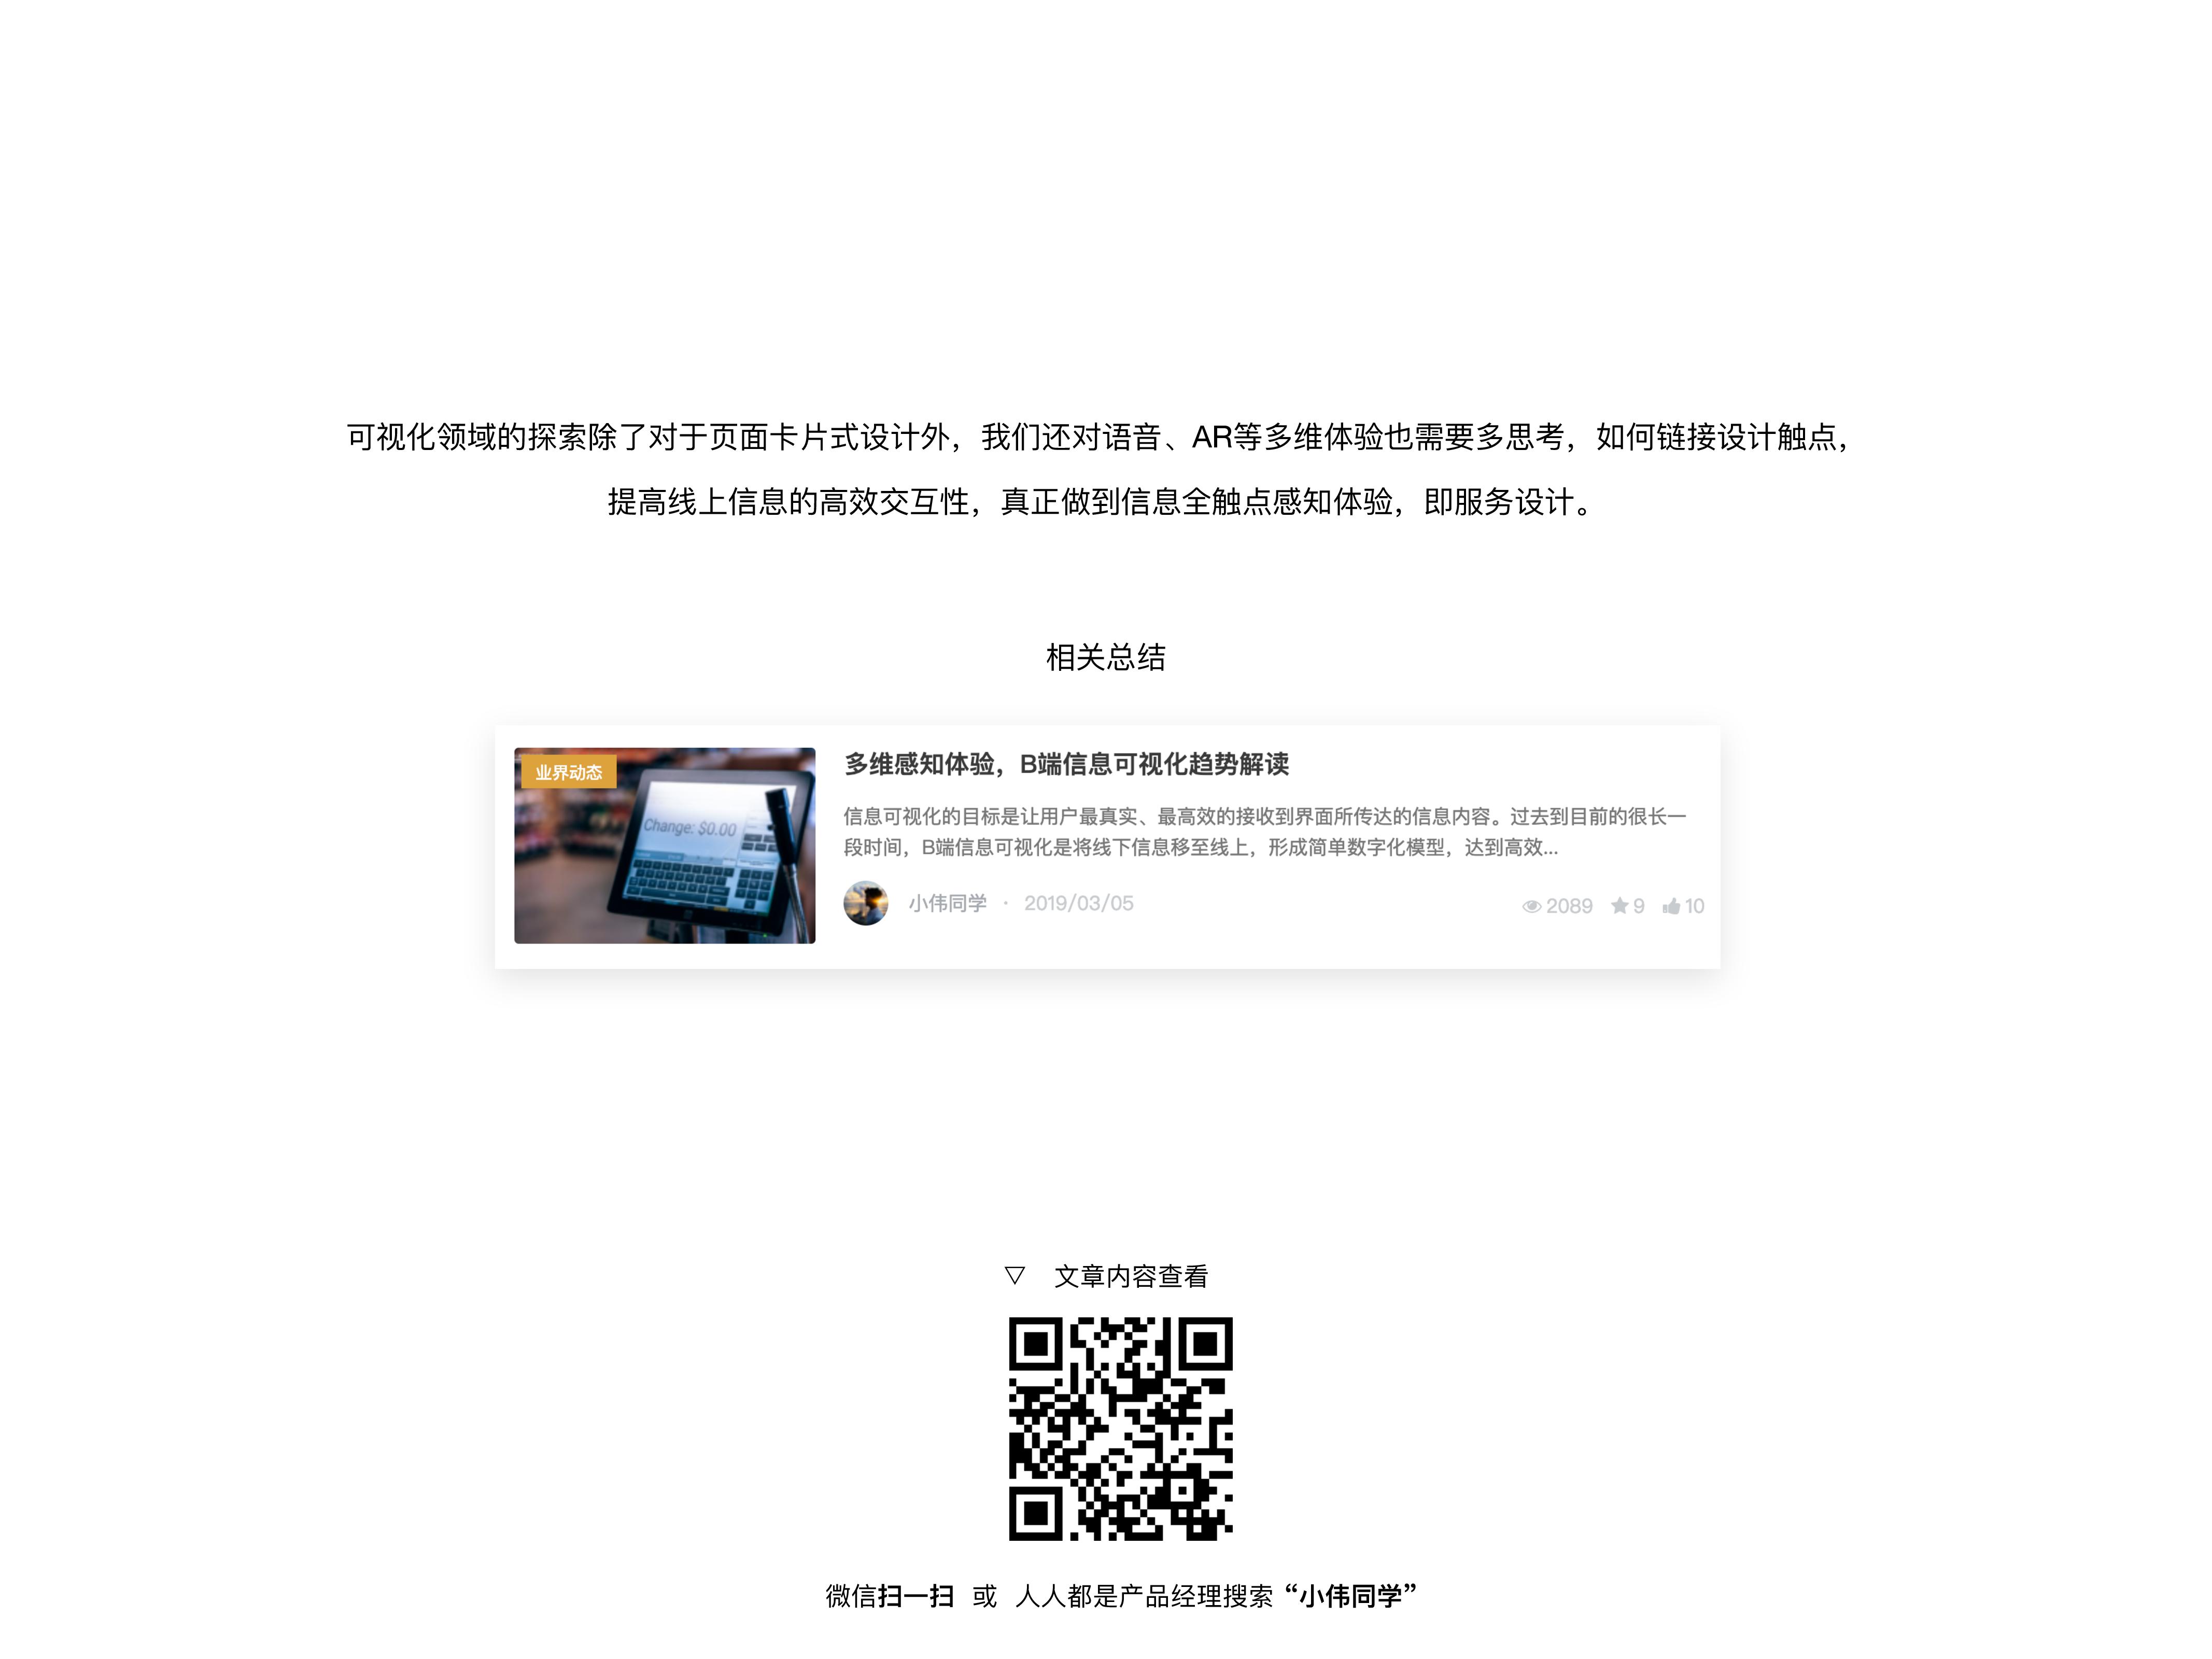 可视化领域的探索除了对于页面卡片式设计外，我们还对语音、AR等多维体验也需要多思考，如何链接设计触点，
提高线上信息的高效交互性，真正做到信息全触点感知体验，即服务设计。
相关总结
业界动态
Change: $0.00
多维感知体验，B端信息可视化趋势解读
信息可视化的目标是让用户最真实、最高效的接收到界面所传达的信息内容。过去到目前的很长一
段时间，B端信息可视化是将线下信息移至线上，形成简单数字化模型，达到高效...
小伟同学 · 2019/03/05 2089 9 10
▽ 文章内容查看
微信扫一扫 或 人人都是产品经理搜索 “小伟同学”